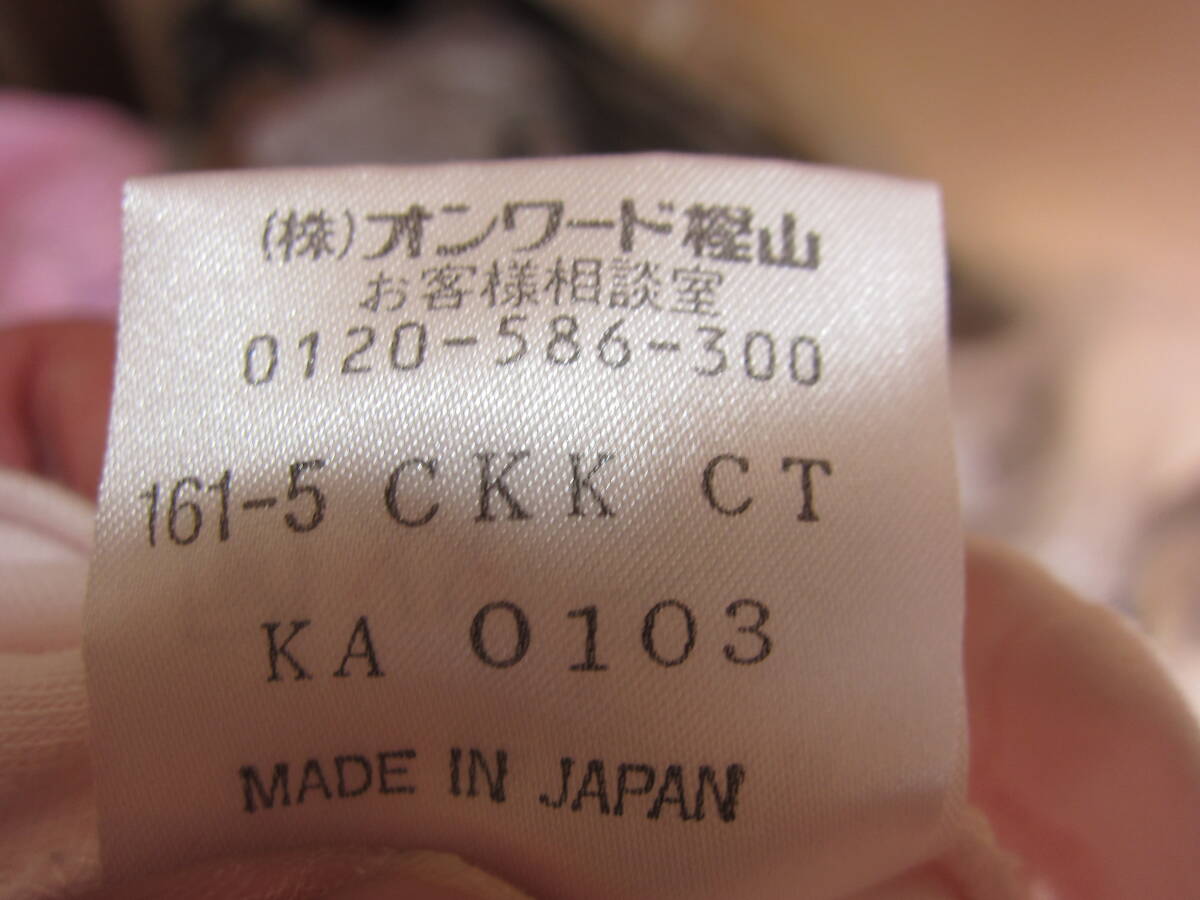 (株)オンワード樫山
お客様相談室
0120-586-300
161-5 CKK CT
KA 0103
MADE IN JAPAN